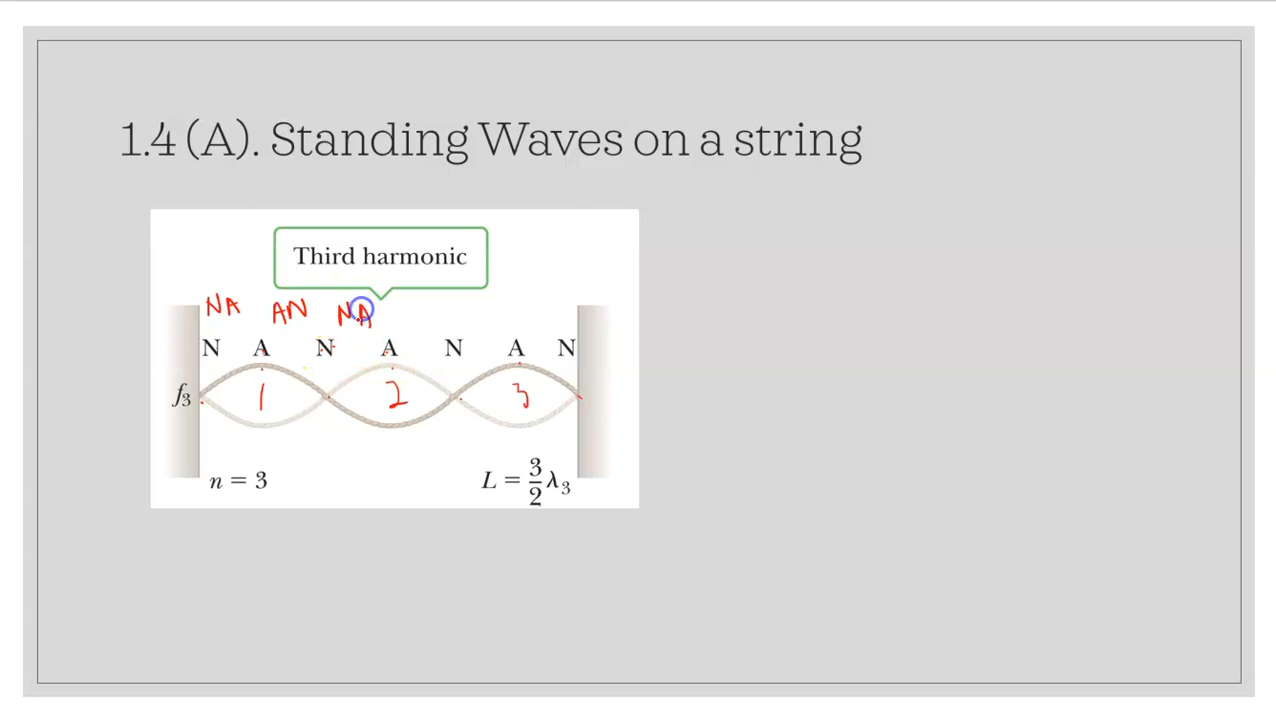 1.4 (A). Standing Waves on a string
Third harmonic
NA AN NA
N A N A N A N
f₃ 1 2 3
n = 3 L = 3/2 λ₃